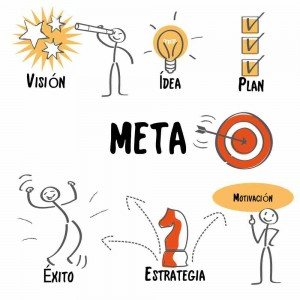 VISIÓN
ÍDEA
PLAN
META
MOTIVACIÓN
ÉXITO
ESTRATEGIA